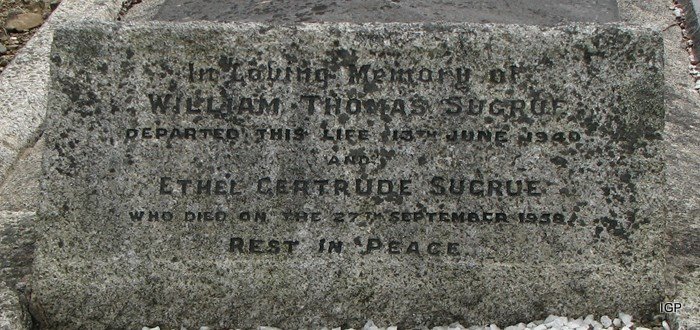 In Loving Memory of
WILLIAM THOMAS SUGRUE
DEPARTED THIS LIFE 13TH JUNE 1940
AND
ETHEL GERTRUDE SUGRUE
WHO DIED ON THE 27TH SEPTEMBER
REST IN PEACE
IGP